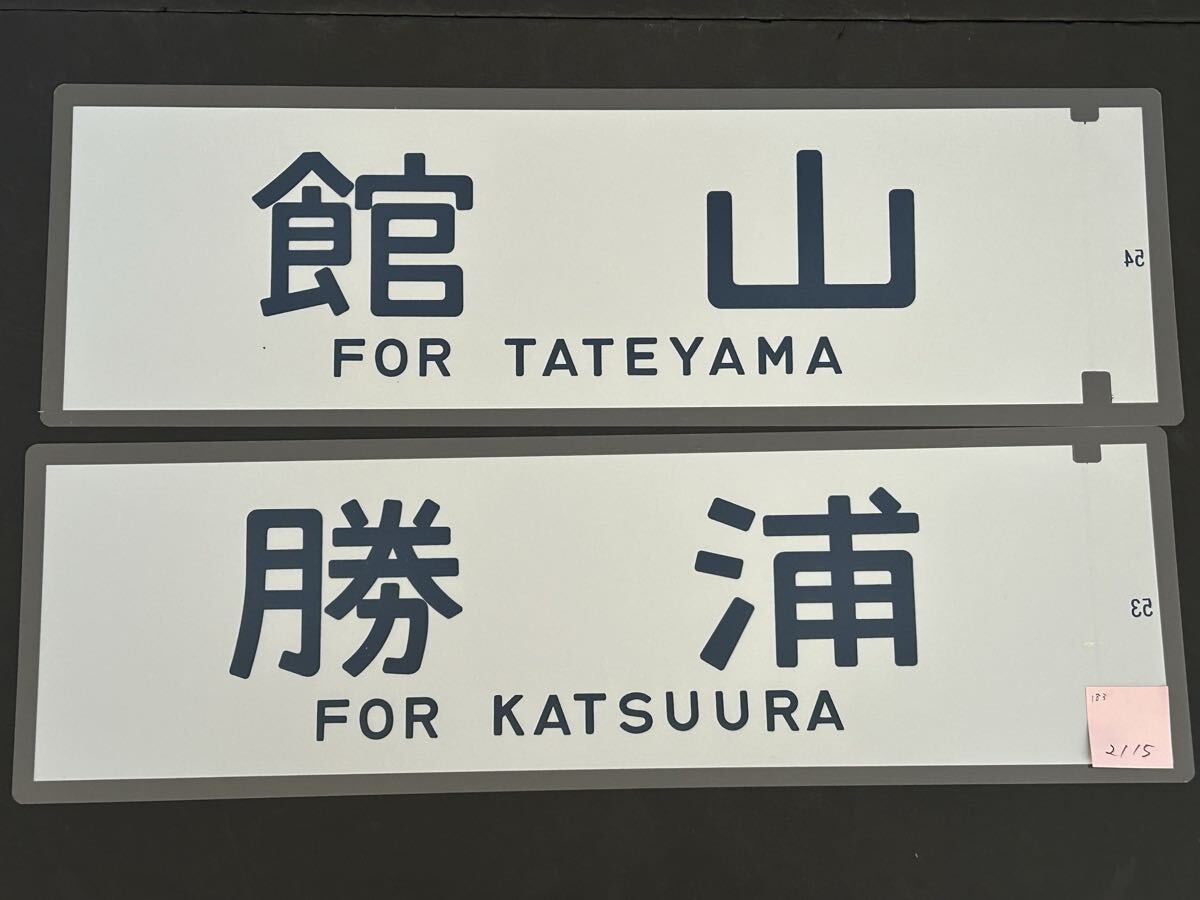 館山
FOR TATEYAMA
54
勝浦
FOR KATSUURA
53
183
2115